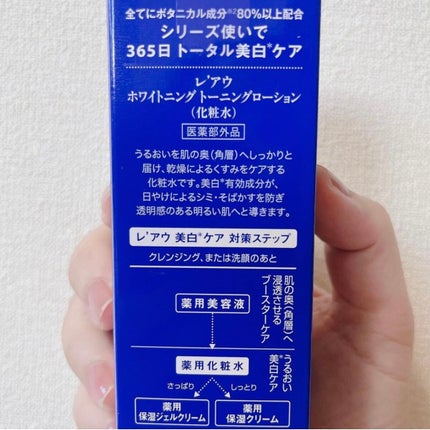 全てにボタニカル成分※280%以上配合
シリーズ使いで
365日 トータル美白*ケア
レ'アウ
ホワイトニング トーニングローション
(化粧水)
医薬部外品
うるおいを肌の奥(角層)へしっかりと
届け、乾燥によるくすみをケアする
化粧水です。美白*有効成分が、
日やけによるシミ・そばかすを防ぎ
透明感のある明るい肌へと導きます。
レ'アウ 美白*ケア 対策ステップ
クレンジング、または洗顔のあと
薬用美容液
肌の奥(角層)へ
浸透させる
ブースターケア
薬用化粧水
さっぱり
しっとり
うるおい
美白*ケア
薬用
保湿ジェルクリーム
薬用
保湿クリーム